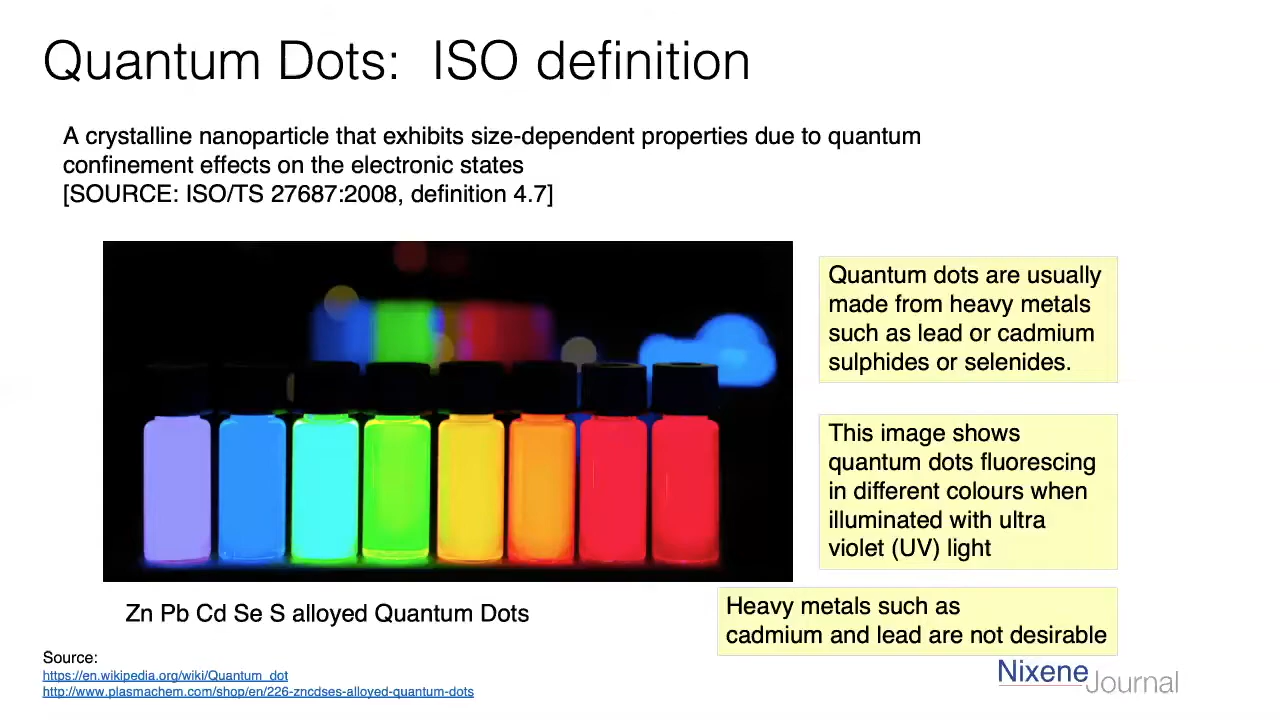 Quantum Dots:  ISO definition
A crystalline nanoparticle that exhibits size-dependent properties due to quantum
confinement effects on the electronic states
[SOURCE: ISO/TS 27687:2008, definition 4.7]
Quantum dots are usually
made from heavy metals
such as lead or cadmium
sulphides or selenides.
This image shows
quantum dots fluorescing
in different colours when
illuminated with ultra
violet (UV) light
Zn Pb Cd Se S alloyed Quantum Dots
Heavy metals such as
cadmium and lead are not desirable
Source:
https://en.wikipedia.org/wiki/Quantum_dot
http://www.plasmachem.com/shop/en/226-zncdses-alloyed-quantum-dots
Nixene Journal